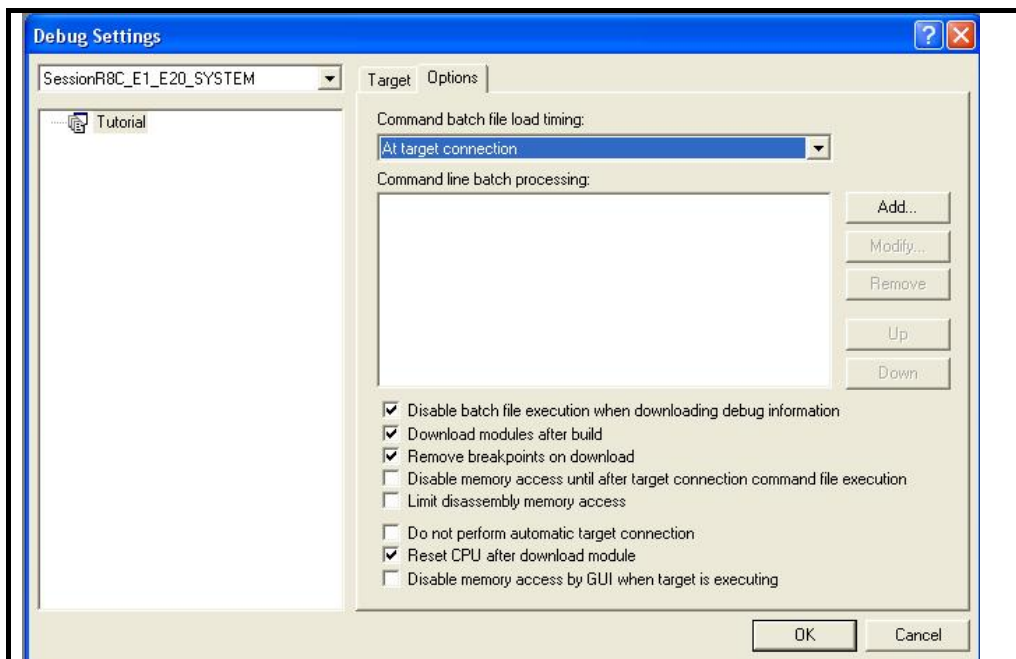 Debug Settings
SessionR8C_E1_E20_SYSTEM
Tutorial
Target
Options
Command batch file load timing:
At target connection
Command line batch processing:
Add...
Modify...
Remove
Up
Down
Disable batch file execution when downloading debug information
Download modules after build
Remove breakpoints on download
Disable memory access until after target connection command file execution
Limit disassembly memory access
Do not perform automatic target connection
Reset CPU after download module
Disable memory access by GUI when target is executing
OK
Cancel